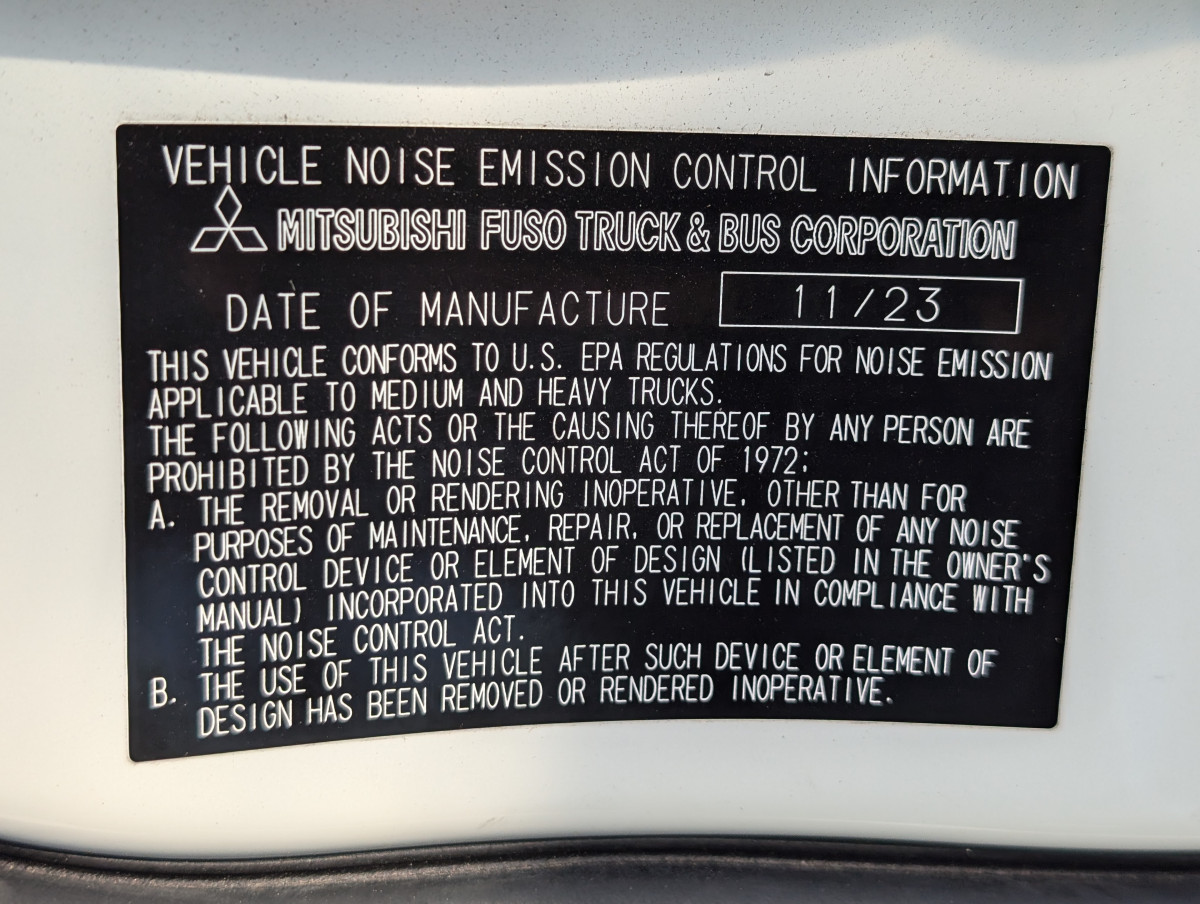 VEHICLE NOISE EMISSION CONTROL INFORMATION
MITSUBISHI FUSO TRUCK & BUS CORPORATION
DATE OF MANUFACTURE 11/23
THIS VEHICLE CONFORMS TO U.S. EPA REGULATIONS FOR NOISE EMISSION
APPLICABLE TO MEDIUM AND HEAVY TRUCKS.
THE FOLLOWING ACTS OR THE CAUSING THEREOF BY ANY PERSON ARE
PROHIBITED BY THE NOISE CONTROL ACT OF 1972:
A. THE REMOVAL OR RENDERING INOPERATIVE, OTHER THAN FOR
PURPOSES OF MAINTENANCE, REPAIR, OR REPLACEMENT OF ANY NOISE
CONTROL DEVICE OR ELEMENT OF DESIGN (LISTED IN THE OWNER'S
MANUAL) INCORPORATED INTO THIS VEHICLE IN COMPLIANCE WITH
THE NOISE CONTROL ACT.
B. THE USE OF THIS VEHICLE AFTER SUCH DEVICE OR ELEMENT OF
DESIGN HAS BEEN REMOVED OR RENDERED INOPERATIVE.